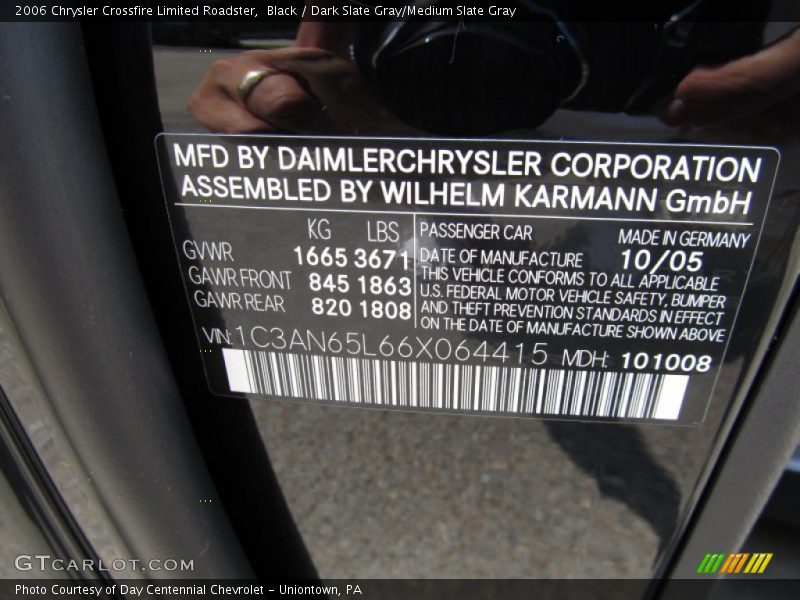 2006 Chrysler Crossfire Limited Roadster,  Black / Dark Slate Gray/Medium Slate Gray
MFD BY DAIMLERCHRYSLER CORPORATION
ASSEMBLED BY WILHELM KARMANN GmbH
KG LBS
GVWR 1665 3671
GAWR FRONT 845 1863
GAWR REAR 820 1808
PASSENGER CAR MADE IN GERMANY
DATE OF MANUFACTURE 10/05
THIS VEHICLE CONFORMS TO ALL APPLICABLE
U.S. FEDERAL MOTOR VEHICLE SAFETY, BUMPER
AND THEFT PREVENTION STANDARDS IN EFFECT
ON THE DATE OF MANUFACTURE SHOWN ABOVE
VIN: 1C3AN65L66X064415 MDH: 101008
GTCARLOT.COM
Photo Courtesy of Day Centennial Chevrolet - Uniontown, PA